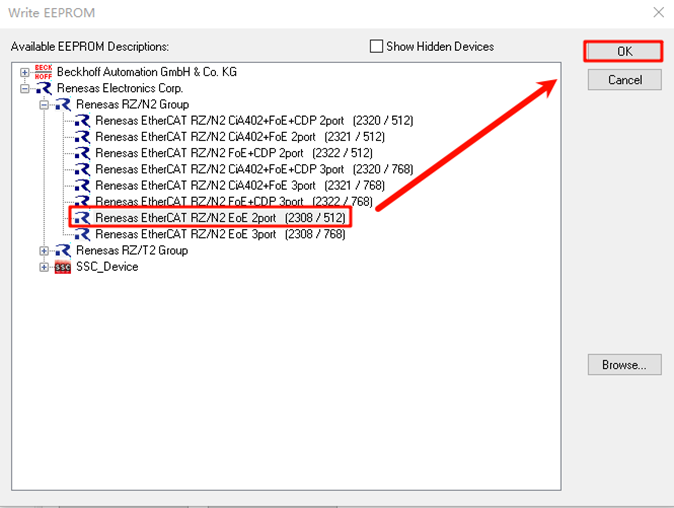 Write EEPROM
Available EEPROM Descriptions:
Show Hidden Devices
OK
Cancel
BECK
HOFF
Beckhoff Automation GmbH & Co. KG
Renesas Electronics Corp.
Renesas RZ/N2 Group
Renesas EtherCAT RZ/N2 CiA402+FoE+CDP 2port (2320 / 512)
Renesas EtherCAT RZ/N2 CiA402+FoE 2port (2321 / 512)
Renesas EtherCAT RZ/N2 FoE+CDP 2port (2322 / 512)
Renesas EtherCAT RZ/N2 CiA402+FoE+CDP 3port (2320 / 768)
Renesas EtherCAT RZ/N2 CiA402+FoE 3port (2321 / 768)
Renesas EtherCAT RZ/N2 FoE+CDP 3port (2322 / 768)
Renesas EtherCAT RZ/N2 EoE 2port (2308 / 512)
Renesas EtherCAT RZ/N2 EoE 3port (2308 / 768)
Renesas RZ/T2 Group
SSC
SSC_Device
Browse...